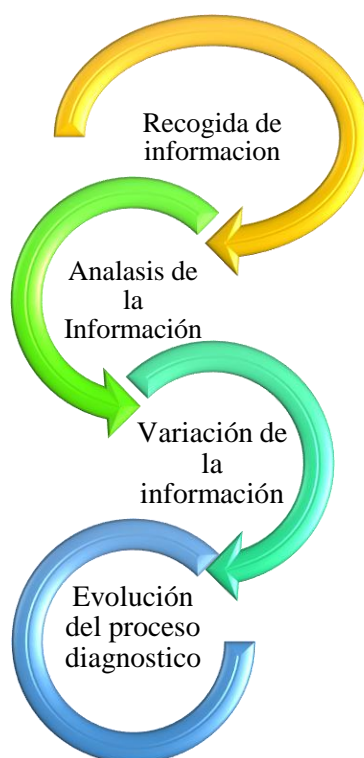 Recogida de
informacion
Analasis de
la
Información
Variación de
la
información
Evolución
del proceso
diagnostico